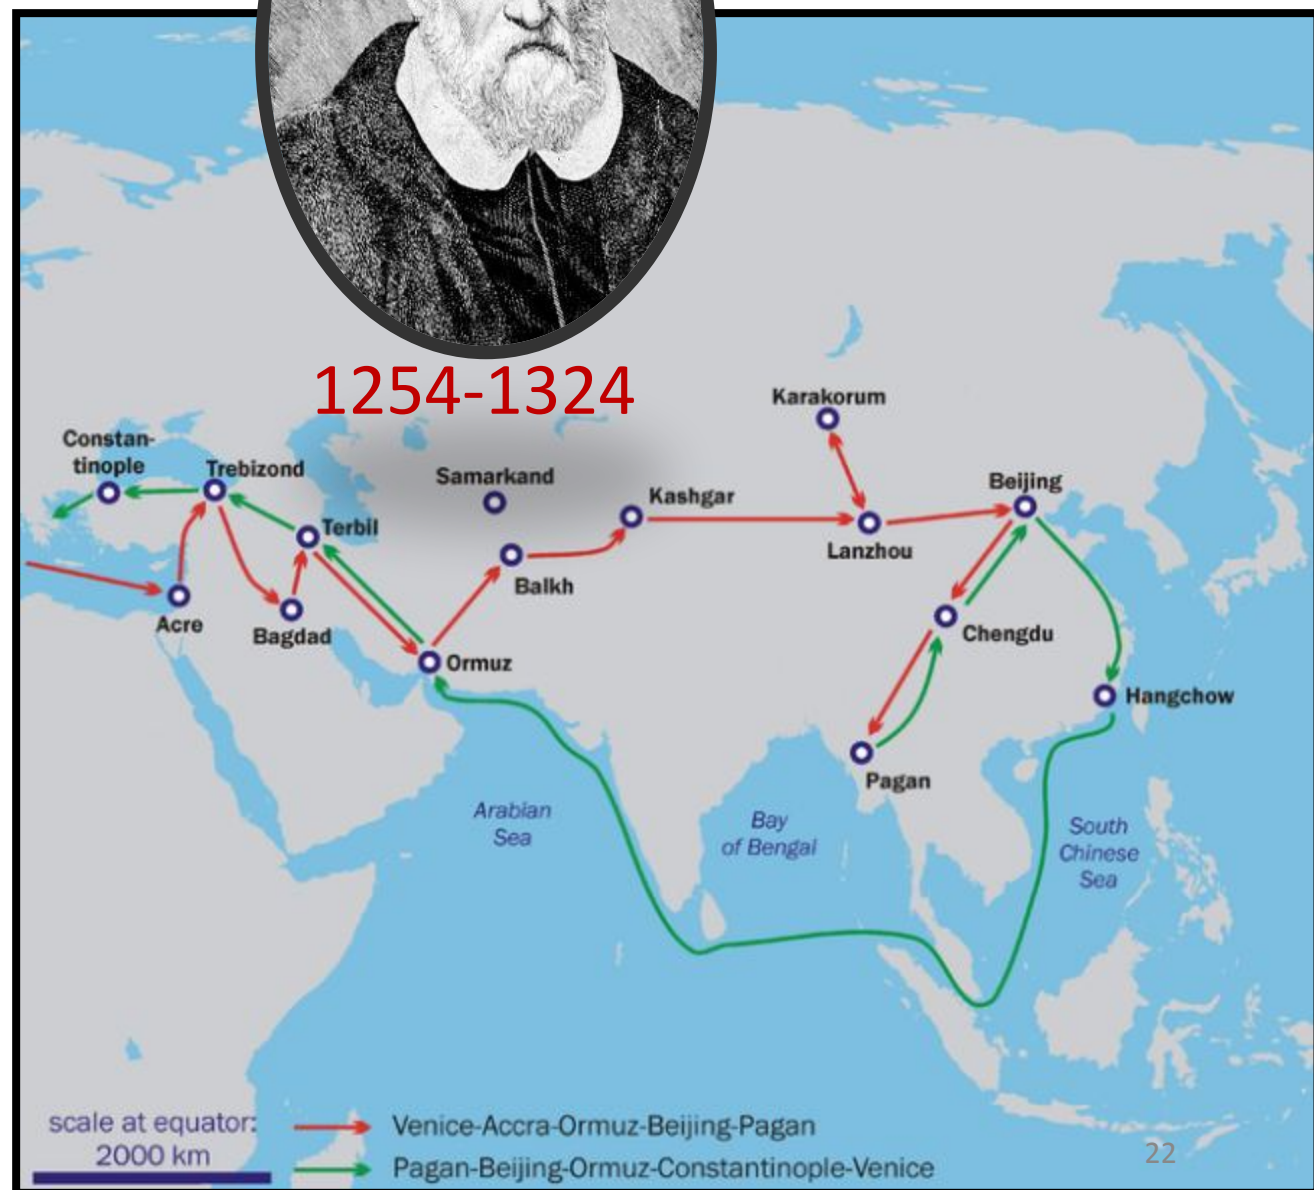 1254-1324
Karakorum
Constan-
tinople
Trebizond
Samarkand
Kashgar
Beijing
Terbil
Lanzhou
Balkh
Acre
Bagdad
Chengdu
Ormuz
Hangchow
Pagan
Arabian
Sea
Bay
of Bengal
South
Chinese
Sea
scale at equator:
2000 km
Venice-Accra-Ormuz-Beijing-Pagan
Pagan-Beijing-Ormuz-Constantinople-Venice
22